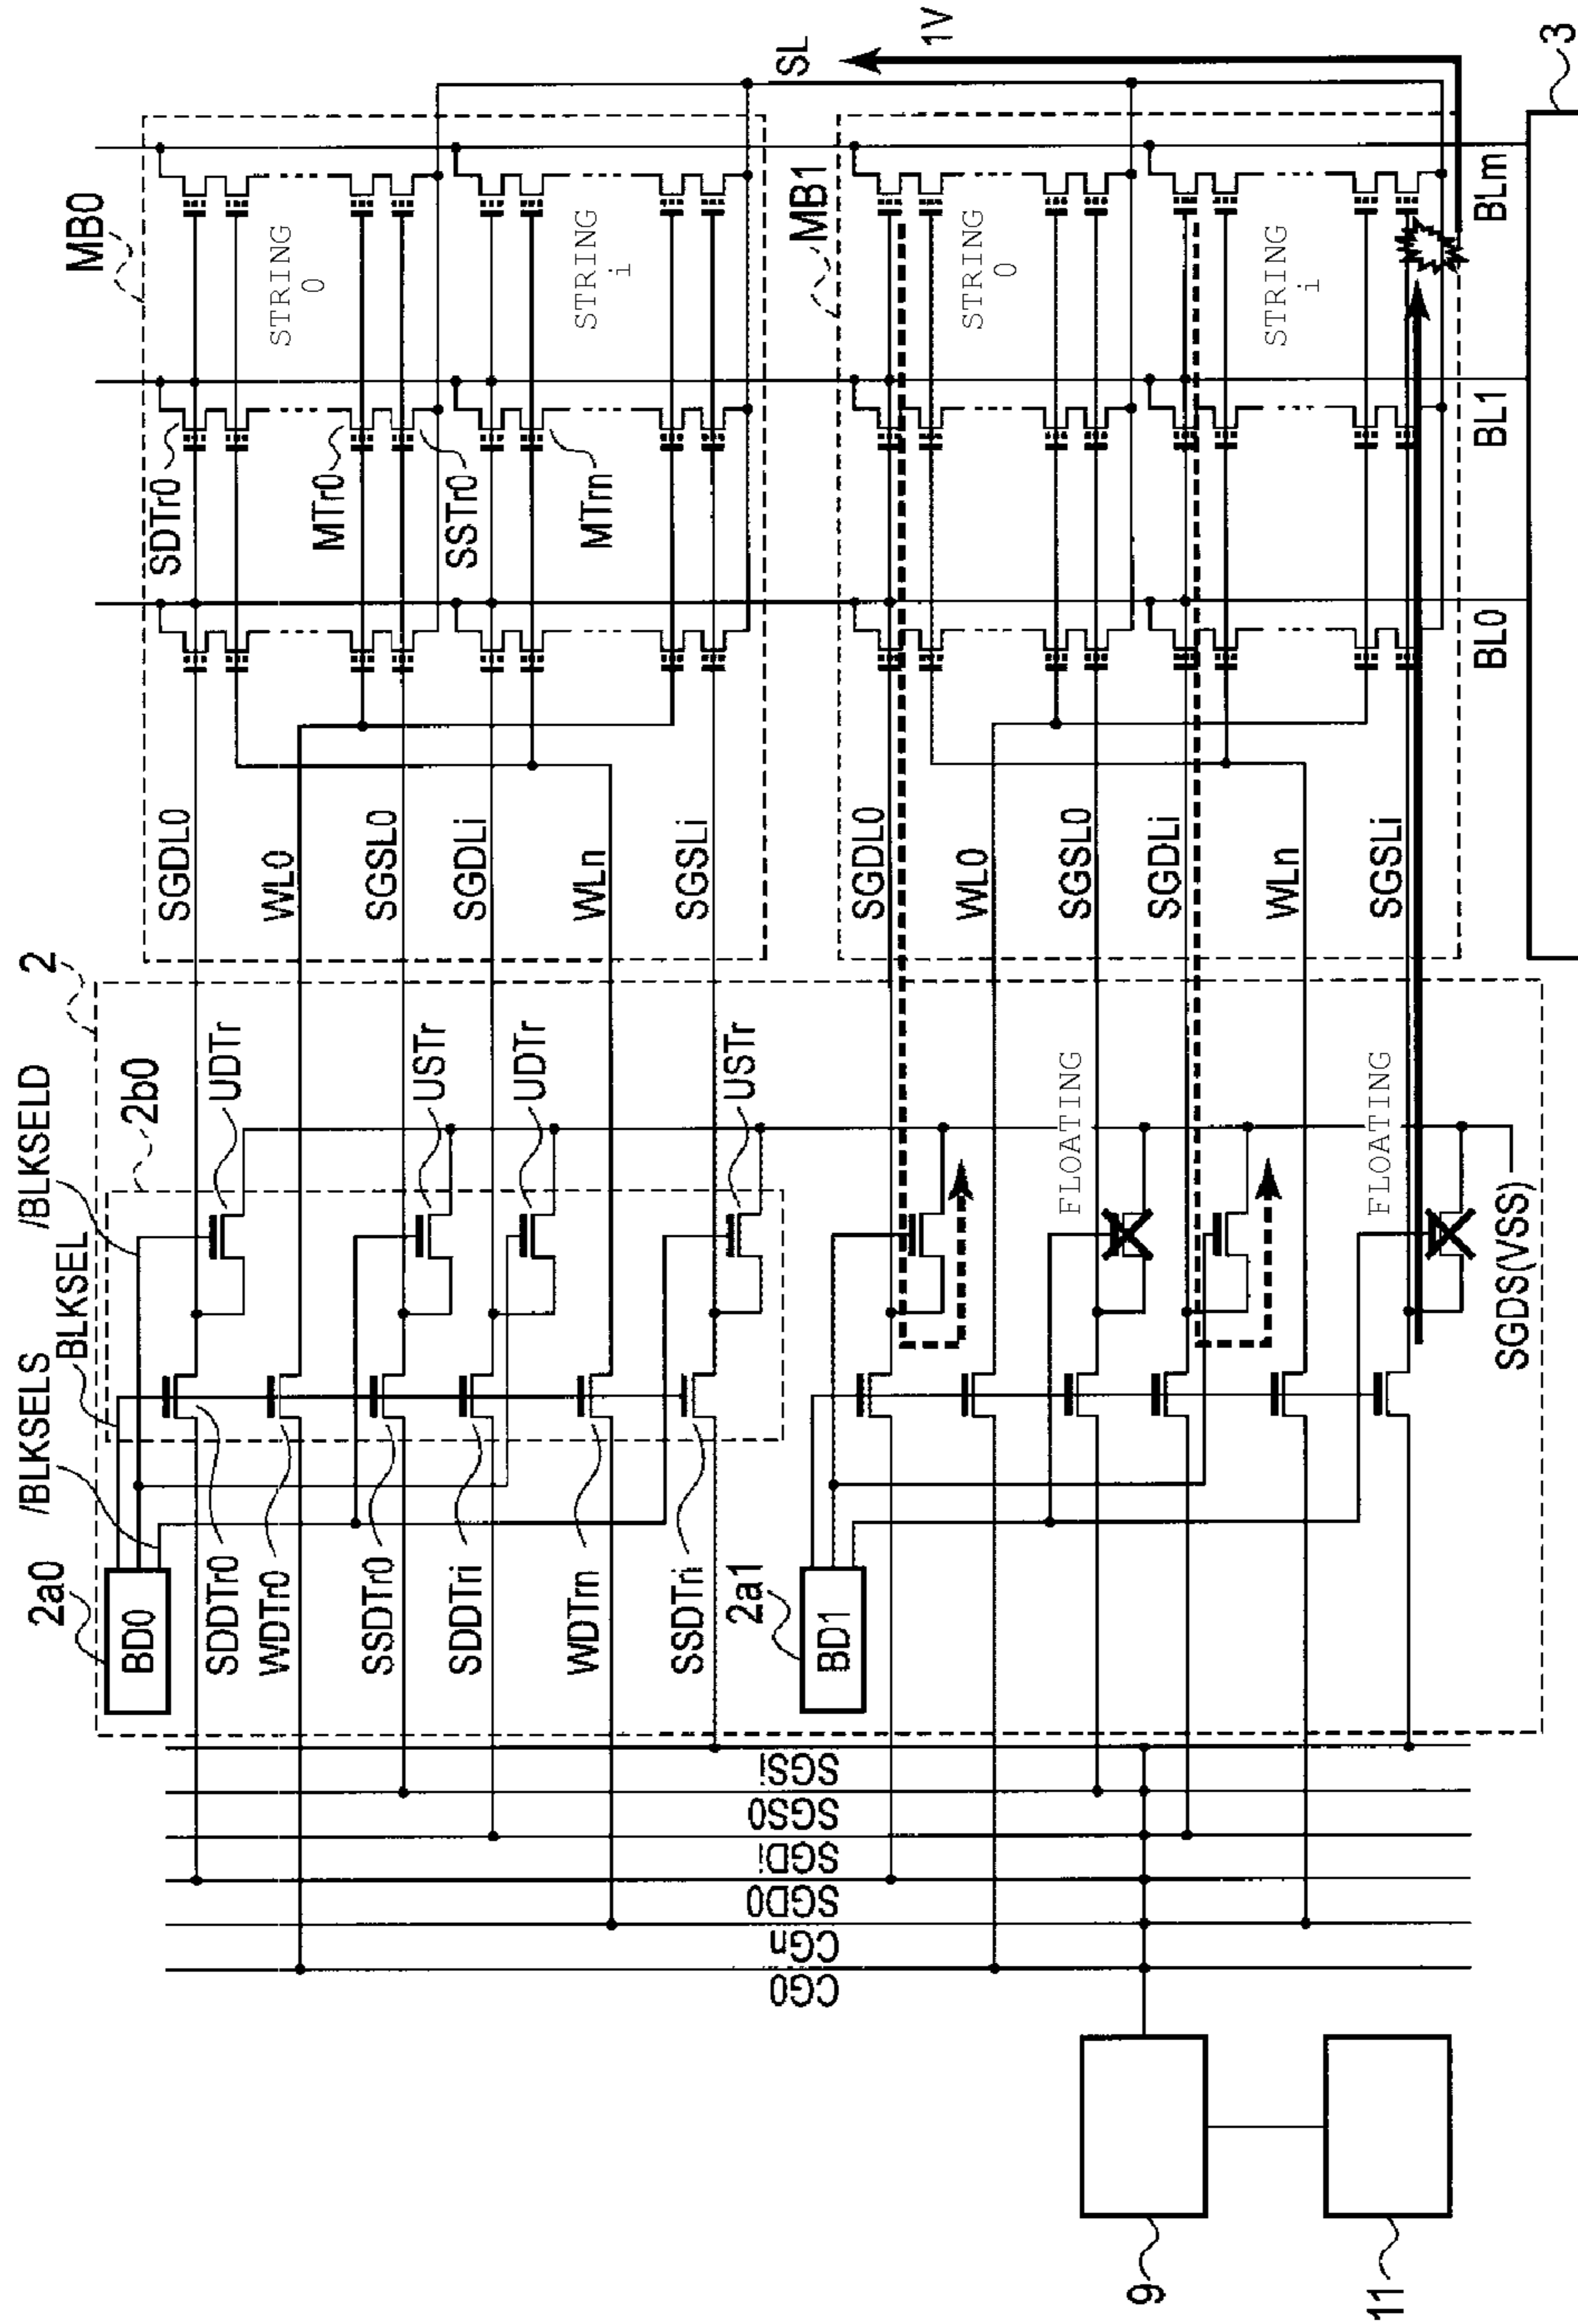 MB0
SL
1V
3
STRING
0
STRING
i
MB1
STRING
0
STRING
i
BLm
SDTr0
MTr0
SSTr0
MTrn
BL1
BL0
SGDL0
WL0
SGSL0
SGDLi
WLn
SGSLi
SGDL0
WL0
SGSL0
SGDLi
WLn
SGSLi
2
/BLKSELD
2b0
UDTr
USTr
UDTr
USTr
FLOATING
FLOATING
BLKSEL
/BLKSELS
SGDS(VSS)
2a0
BD0
SDDTr0
WDTr0
SSDTr0
SDDTri
WDTrn
SSDTri
2a1
BD1
SGSi
SGS0
SGDi
SGD0
CGn
CG0
9
11